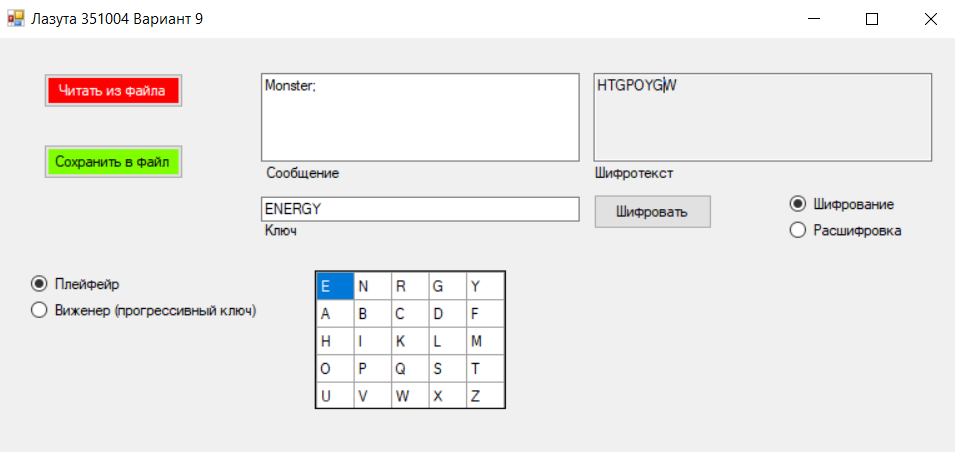 Лазута 351004 Вариант 9
Читать из файла
Monster;
HTGPOYGW
Сохранить в файл
Сообщение
Шифротекст
ENERGY
Шифровать
Шифрование
Ключ
Расшифровка
Плейфейр
Виженер (прогрессивный ключ)
E N R G Y
A B C D F
H I K L M
O P Q S T
U V W X Z